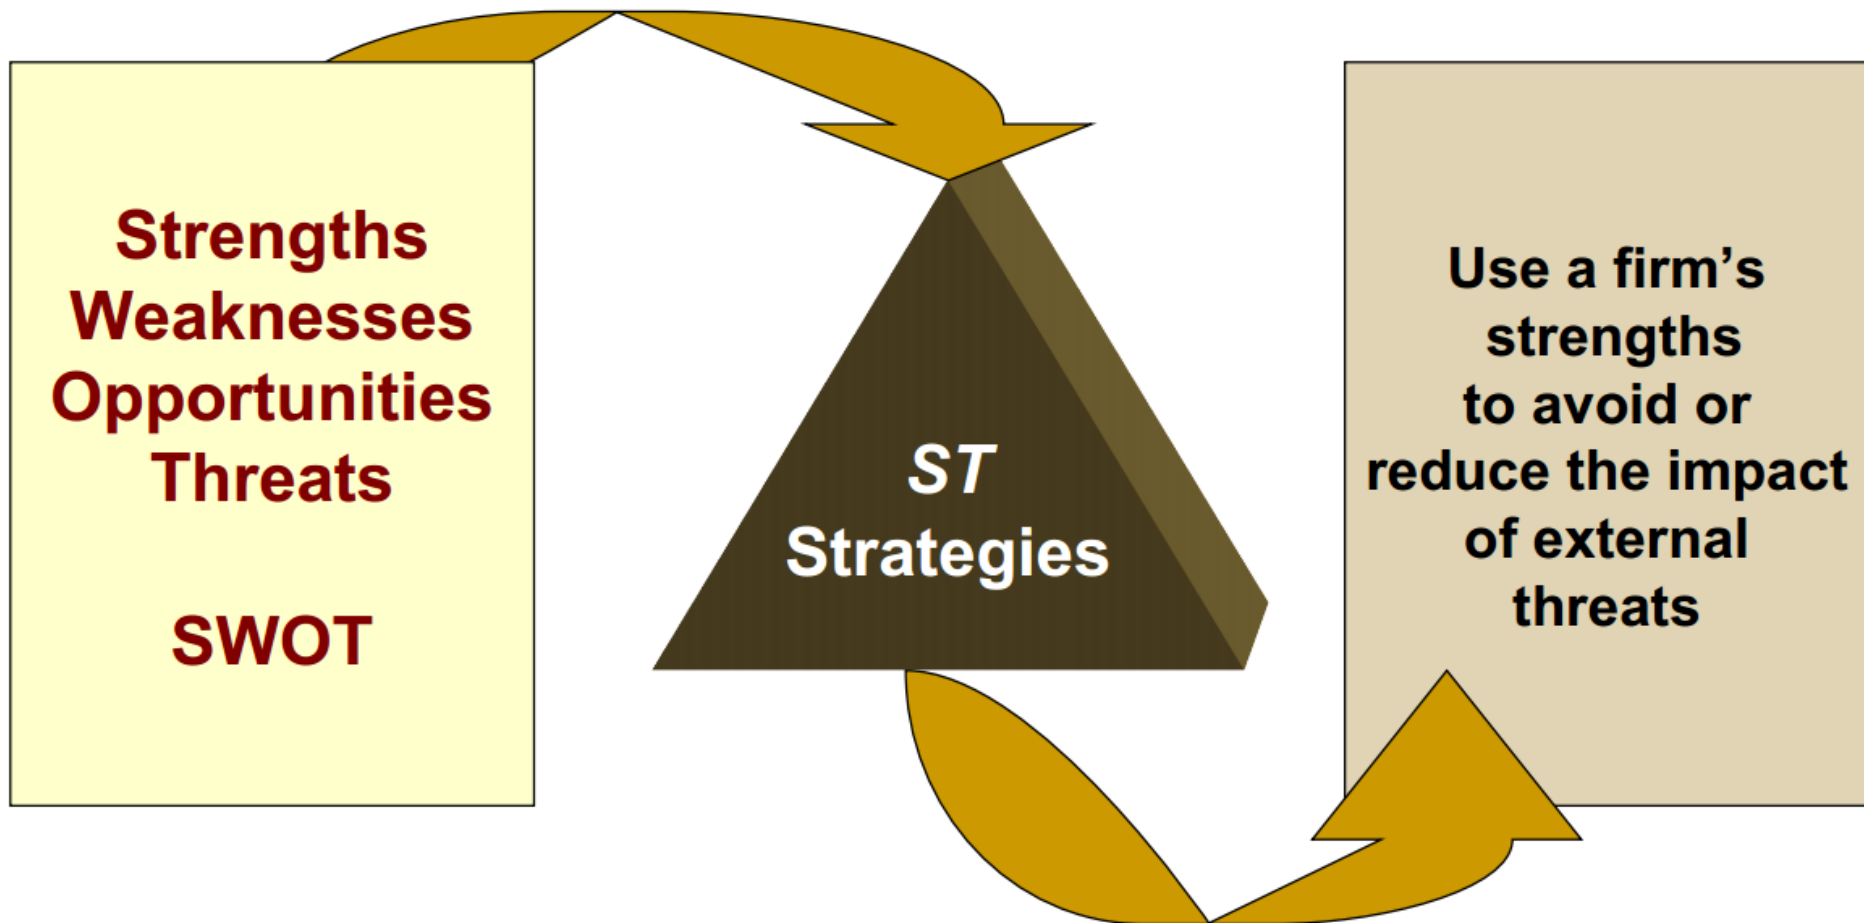 Strengths
Weaknesses
Opportunities
Threats
SWOT
ST
Strategies
Use a firm’s
strengths
to avoid or
reduce the impact
of external
threats